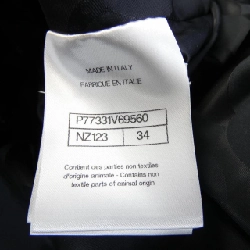 MADE IN ITALY
FABRIQUE EN ITALIE
P77331V69560
NZ123 34
Contient des parties non textiles
d'origine animale - Contains non
textile parts of animal origin